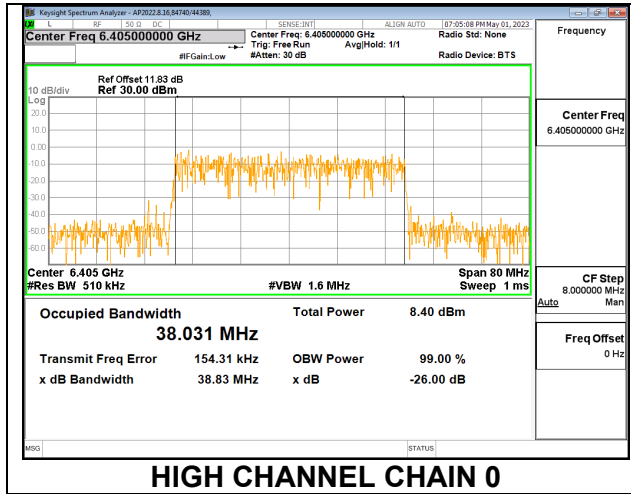 Keysight Spectrum Analyzer - AP2022.8.16,84740/44389,
LXI L RF 50 Ω DC SENSE:INT ALIGN AUTO 07:05:08 PM May 01, 2023
Center Freq 6.405000000 GHz
Center Freq: 6.405000000 GHz Radio Std: None
Trig: Free Run Avg|Hold: 1/1
#IFGain:Low #Atten: 30 dB Radio Device: BTS
Frequency
Ref Offset 11.83 dB
10 dB/div Ref 30.00 dBm
Log
20.0
10.0
0.00
-10.0
-20.0
-30.0
-40.0
-50.0
-60.0
Center 6.405 GHz Span 80 MHz
#Res BW 510 kHz #VBW 1.6 MHz Sweep 1 ms
Center Freq
6.405000000 GHz
CF Step
8.000000 MHz
Auto Man
Freq Offset
0 Hz
Occupied Bandwidth Total Power 8.40 dBm
38.031 MHz
Transmit Freq Error 154.31 kHz OBW Power 99.00 %
x dB Bandwidth 38.83 MHz x dB -26.00 dB
MSG STATUS
HIGH CHANNEL CHAIN 0